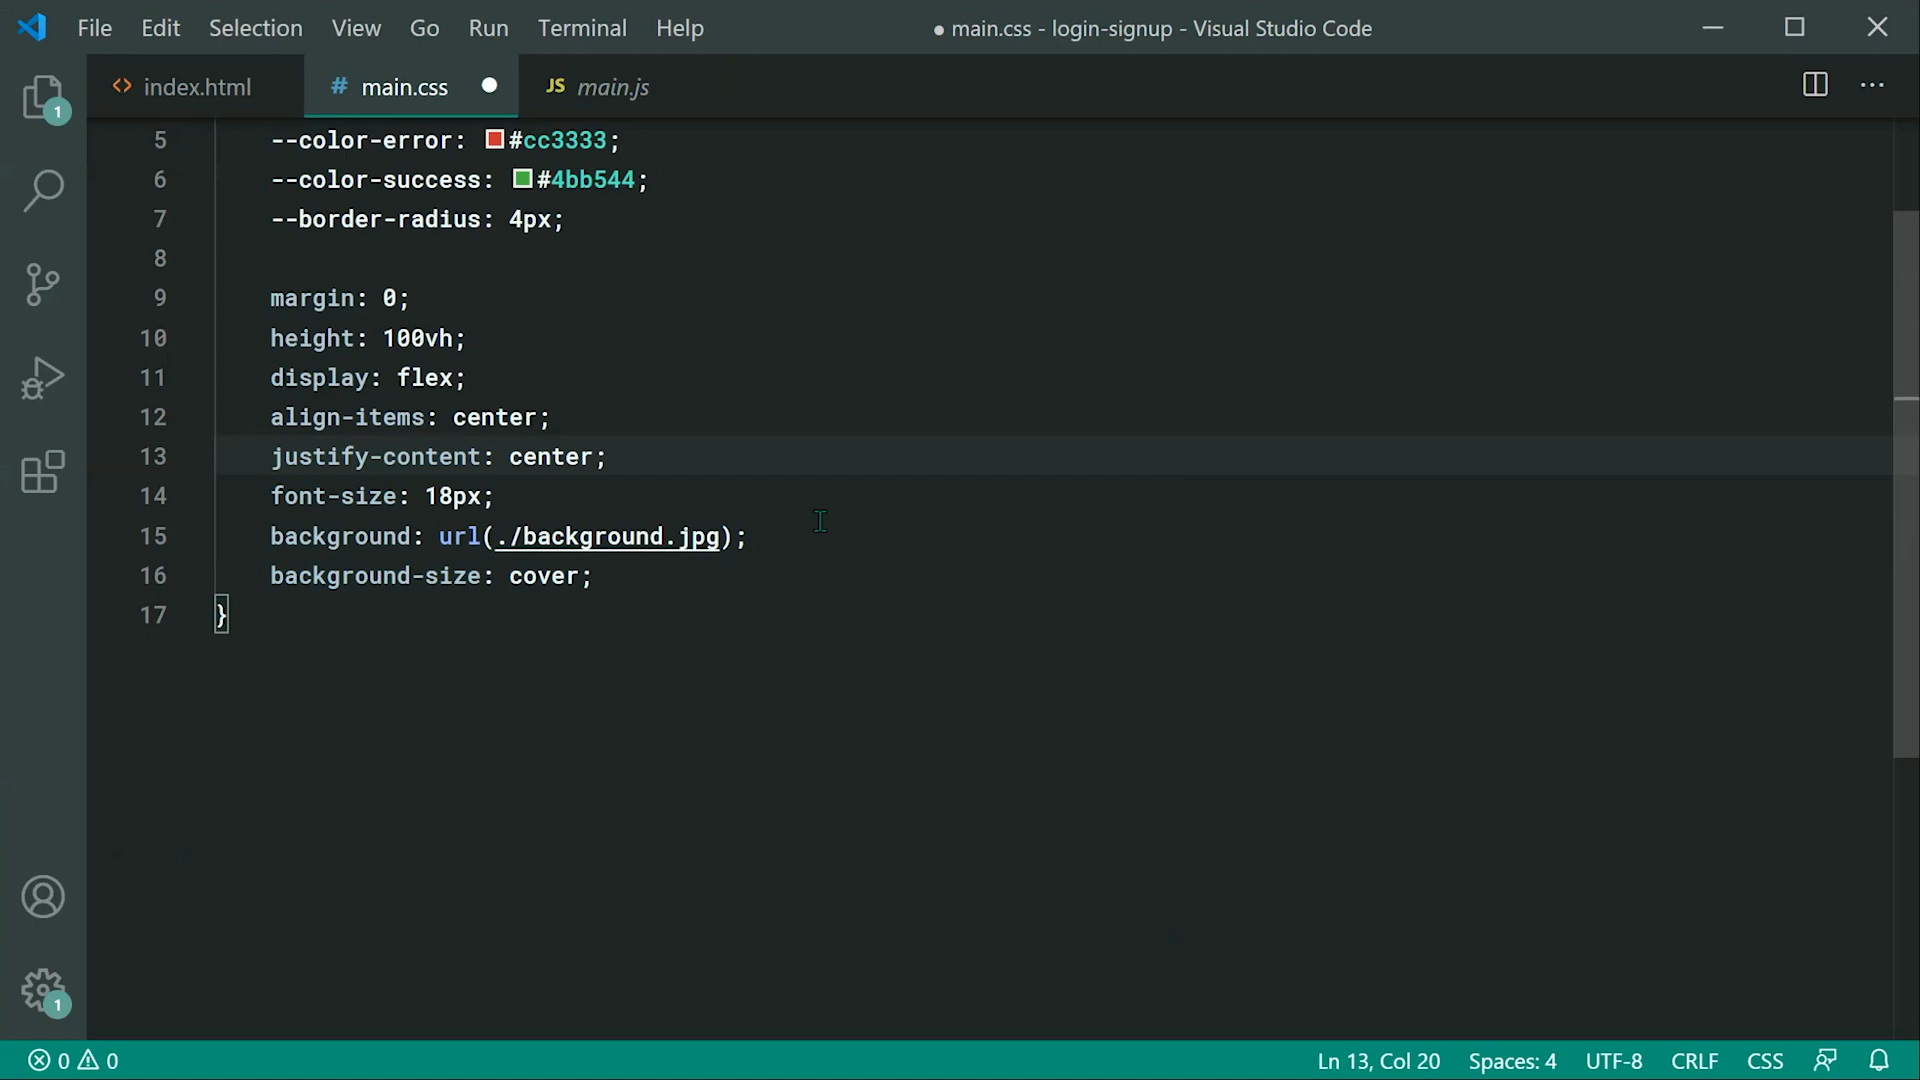 File Edit Selection View Go Run Terminal Help ● main.css - login-signup - Visual Studio Code
<> index.html # main.css ● JS main.js ...
1
5 --color-error: #cc3333;
6 --color-success: #4bb544;
7 --border-radius: 4px;
8
9 margin: 0;
10 height: 100vh;
11 display: flex;
12 align-items: center;
13 justify-content: center;
14 font-size: 18px;
15 background: url(./background.jpg);
16 background-size: cover;
17 }
1
0 0 Ln 13, Col 20 Spaces: 4 UTF-8 CRLF CSS